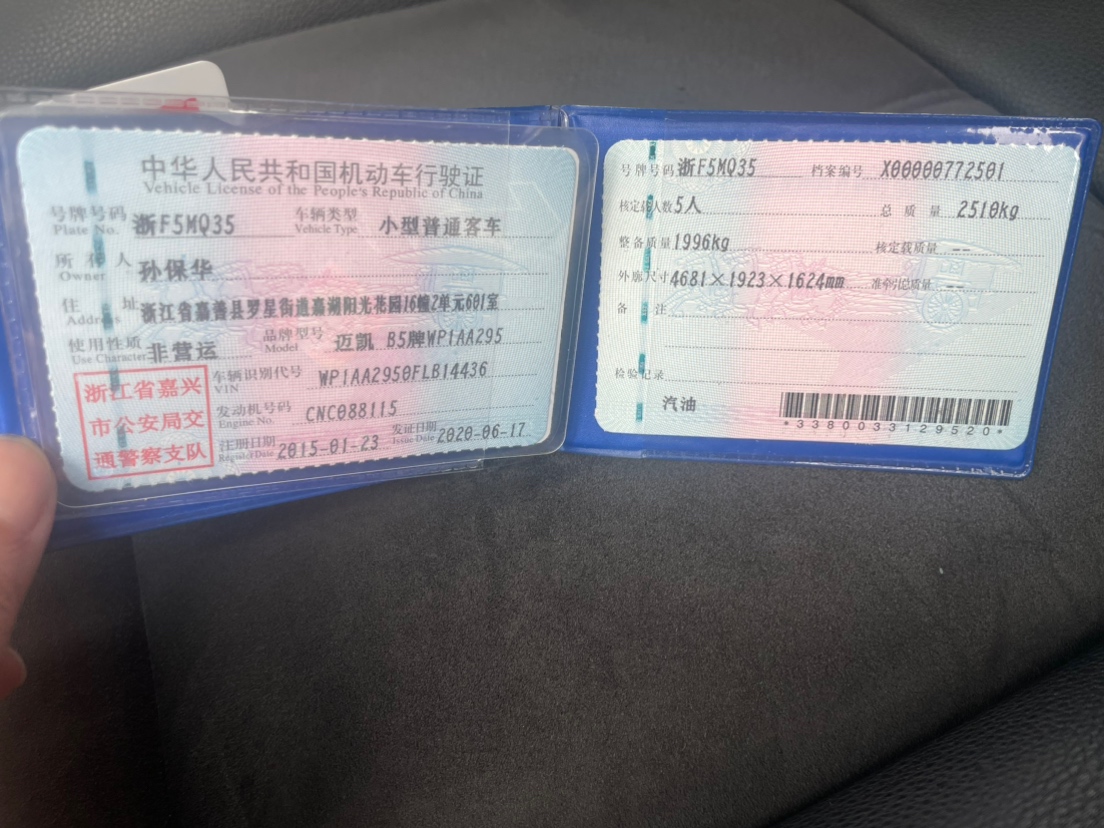 中华人民共和国机动车行驶证
Vehicle License of the People's Republic of China
号牌号码 浙F5MQ35 车辆类型 小型普通客车
Plate No. Vehicle Type
所有人 孙保华
Owner
住址 浙江省嘉善县罗星街道嘉湖阳光花园16幢2单元601室
Address
使用性质 非营运 品牌型号 迈凯 B5牌WP1AA295
Use Character Model
浙江省嘉兴
市公安局交
通警察支队
车辆识别代号 WP1AA2950FLB14436
VIN
发动机号码 CNC088115
Engine No.
注册日期 2015-01-23 发证日期 2020-06-17
Register Date Issue Date
号牌号码 浙F5MQ35 档案编号 X00000772501
核定载人数 5人 总质量 2510kg
整备质量 1996kg 核定载质量 --
外廓尺寸 4681×1923×1624mm 准牵引总质量 --
备注
检验记录
汽油
*3380033129520*